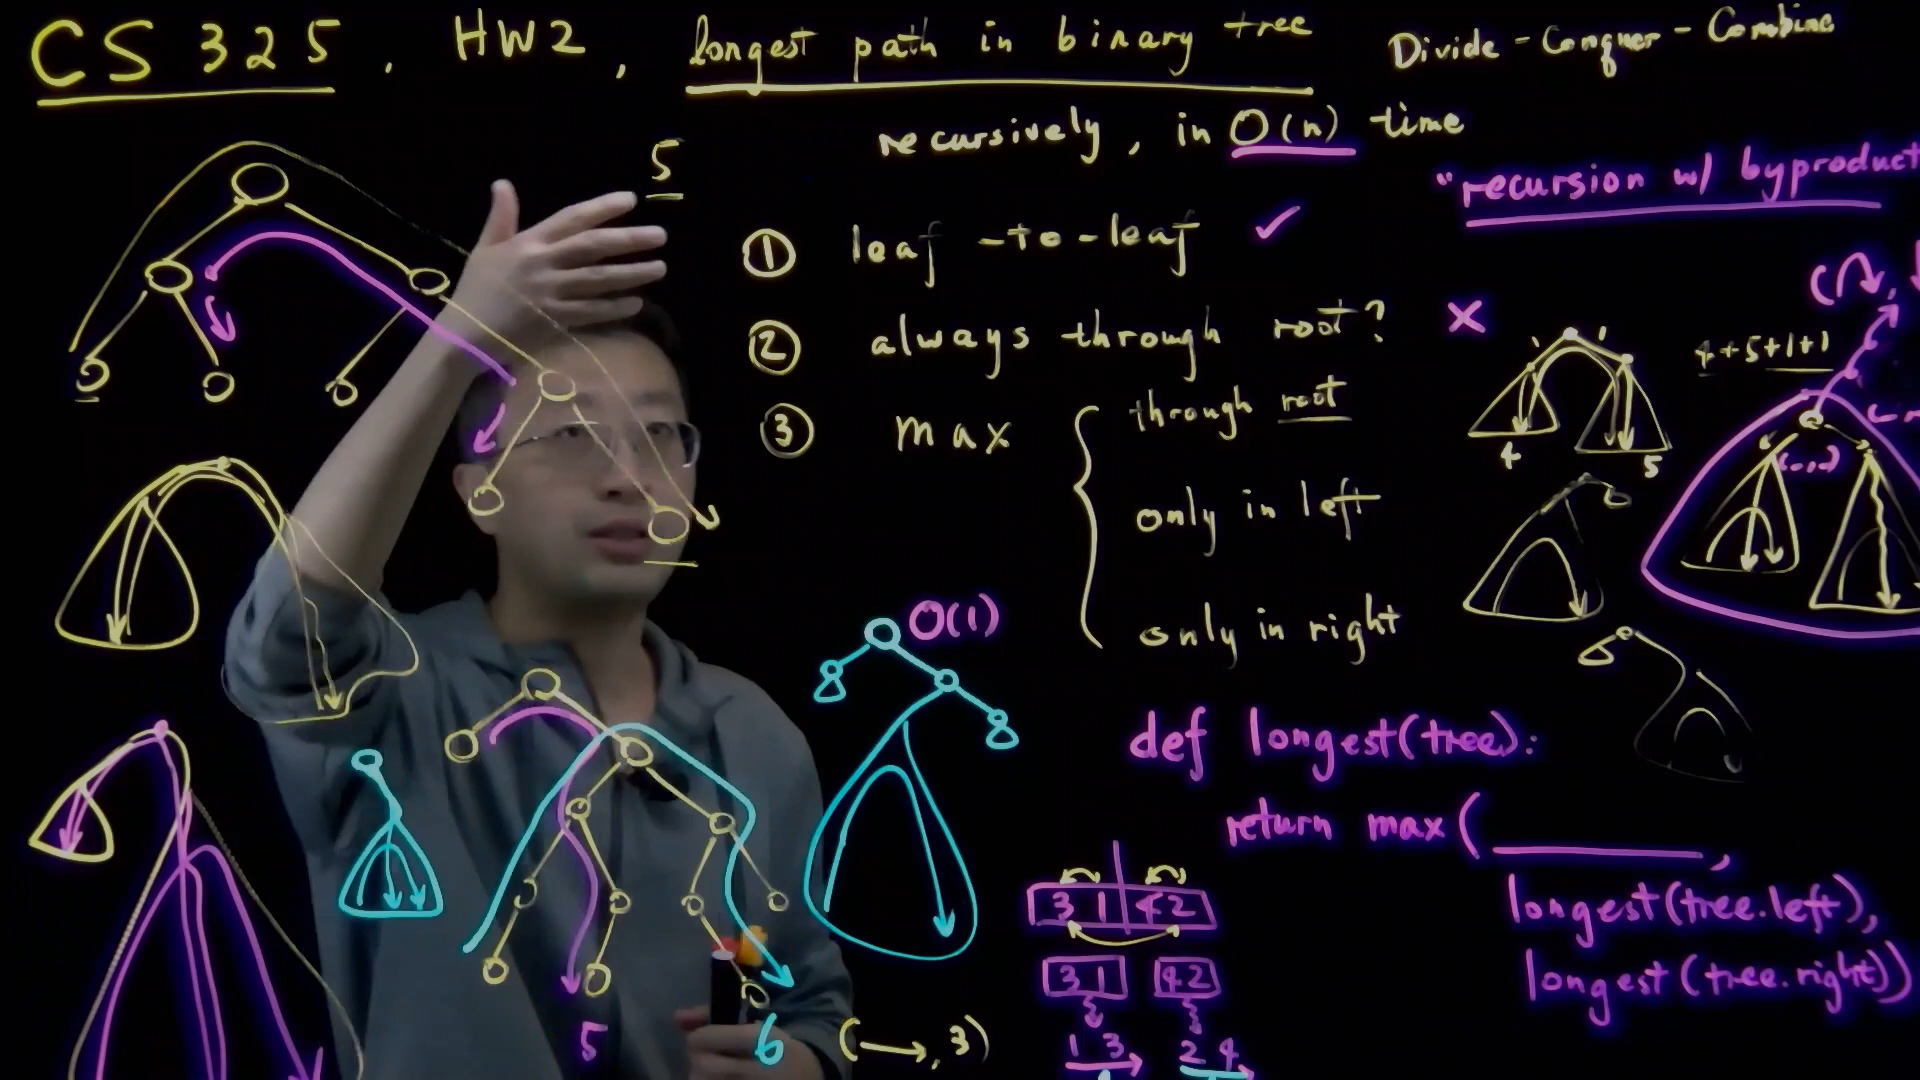 CS 325, HW2, longest path in binary tree
Divide-Conquer-Combine
recursively, in O(n) time
"recursion w/ byproduct
5
① leaf-to-leaf ✓
② always through root? ×
③ max { through root
only in left
only in right
4+5+1+1
4 5
O(1)
def longest(tree):
return max( ________,
longest(tree.left),
longest(tree.right))
3 1 4 2
3 1 4 2
1 3 2 4
5
6
(→, 3)